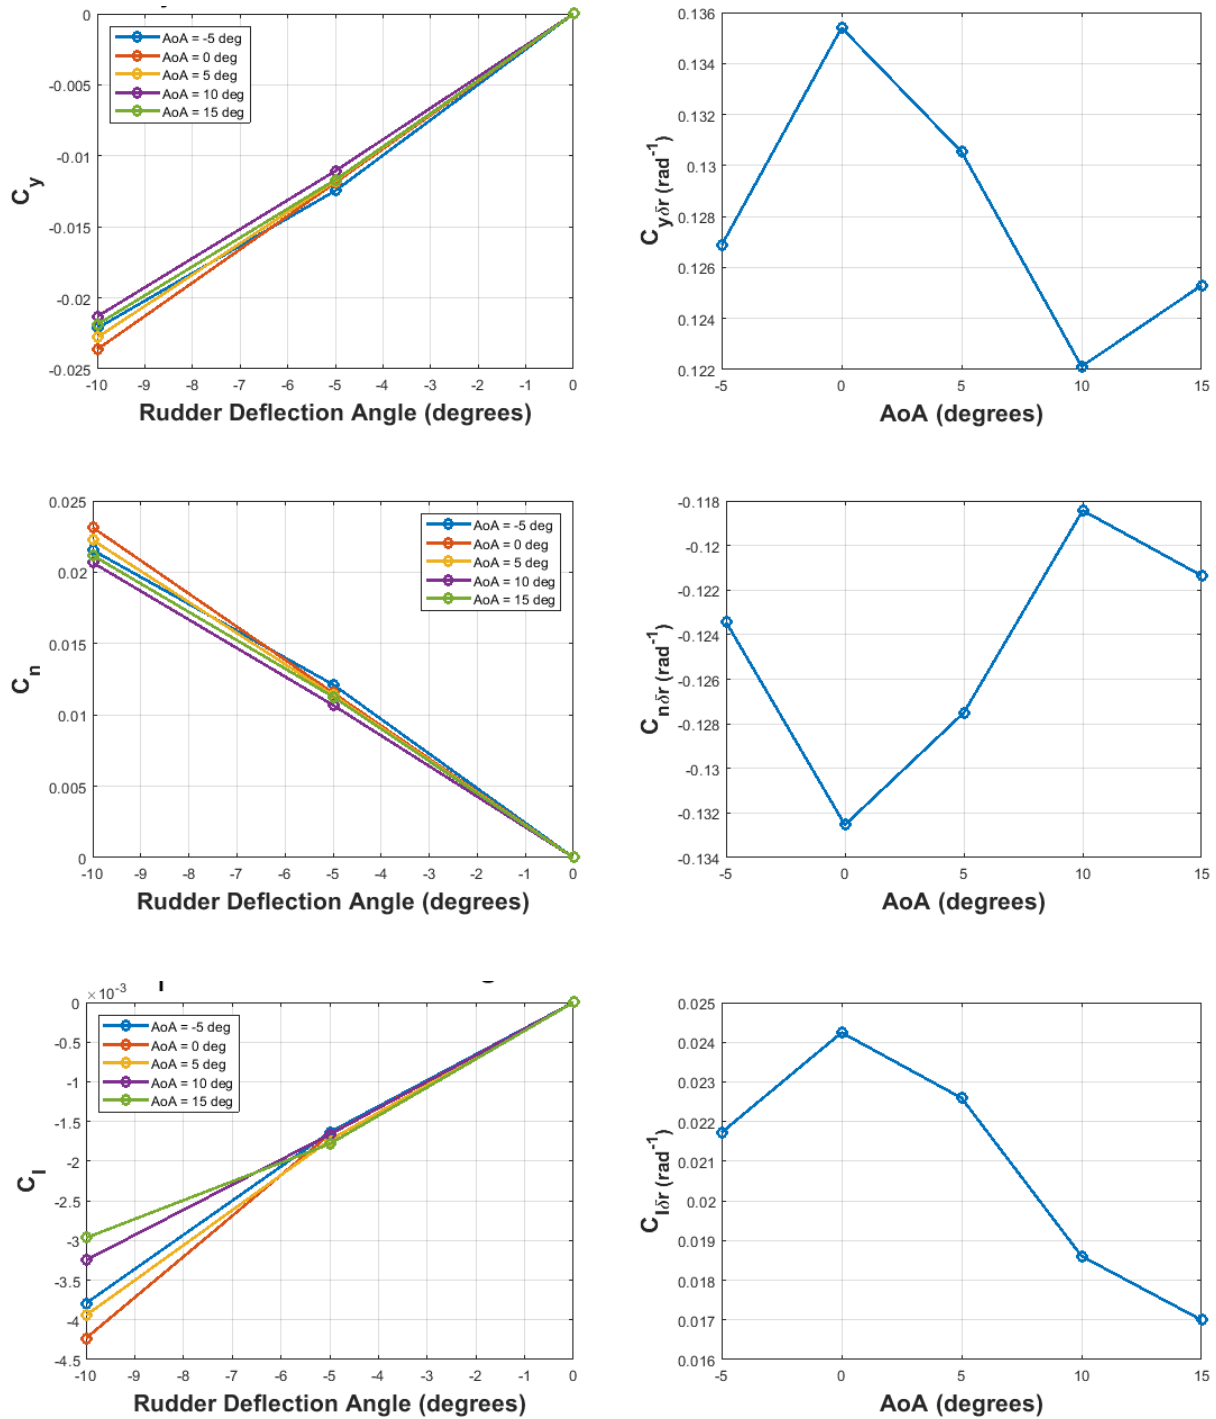 0
-0.005
-0.01
-0.015
-0.02
-0.025
C_y
AoA = -5 deg
AoA = 0 deg
AoA = 5 deg
AoA = 10 deg
AoA = 15 deg
-10 -9 -8 -7 -6 -5 -4 -3 -2 -1 0
Rudder Deflection Angle (degrees)
0.136
0.134
0.132
0.13
0.128
0.126
0.124
0.122
C_yδr (rad^-1)
-5 0 5 10 15
AoA (degrees)
0.025
0.02
0.015
0.01
0.005
0
C_n
AoA = -5 deg
AoA = 0 deg
AoA = 5 deg
AoA = 10 deg
AoA = 15 deg
-10 -9 -8 -7 -6 -5 -4 -3 -2 -1 0
Rudder Deflection Angle (degrees)
-0.118
-0.12
-0.122
-0.124
-0.126
-0.128
-0.13
-0.132
-0.134
C_nδr (rad^-1)
-5 0 5 10 15
AoA (degrees)
×10^-3
0
-0.5
-1
-1.5
-2
-2.5
-3
-3.5
-4
-4.5
C_l
AoA = -5 deg
AoA = 0 deg
AoA = 5 deg
AoA = 10 deg
AoA = 15 deg
-10 -9 -8 -7 -6 -5 -4 -3 -2 -1 0
Rudder Deflection Angle (degrees)
0.025
0.024
0.023
0.022
0.021
0.02
0.019
0.018
0.017
0.016
C_lδr (rad^-1)
-5 0 5 10 15
AoA (degrees)